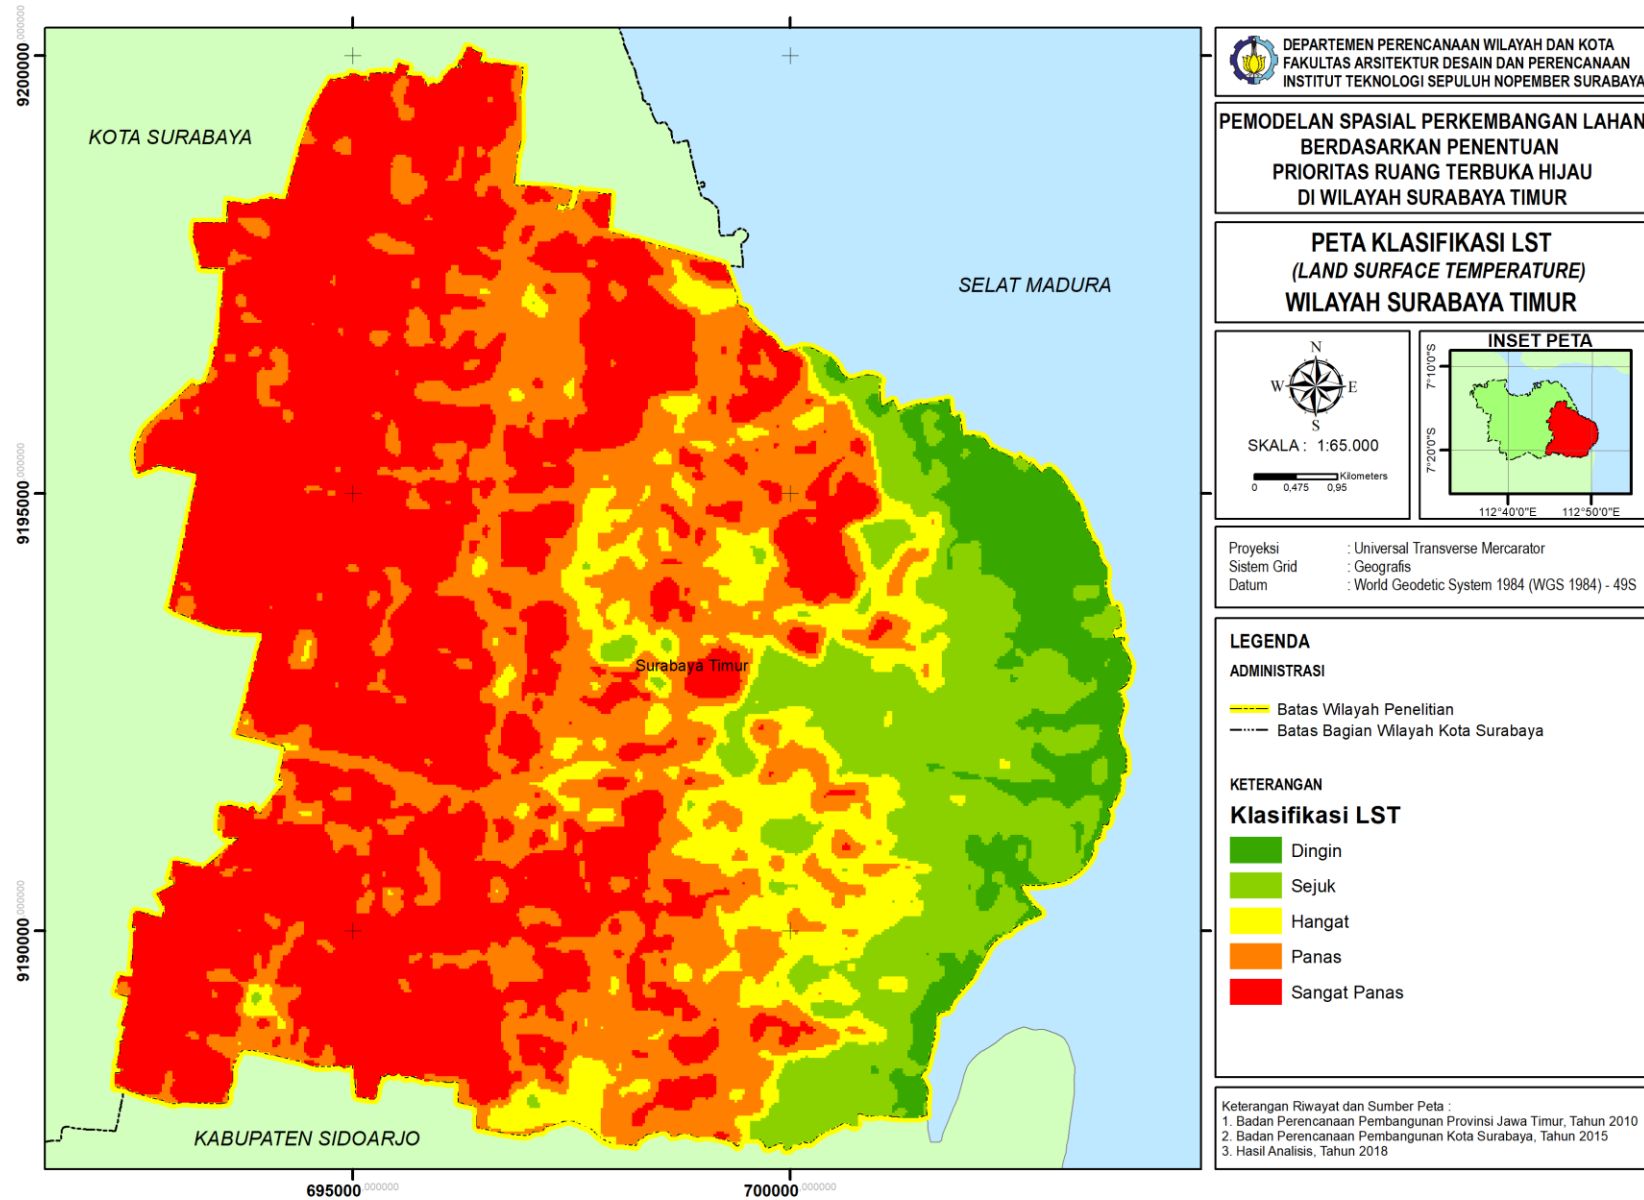 9200000,000000
9195000,000000
9190000,000000
695000,000000
700000,000000
KOTA SURABAYA
SELAT MADURA
Surabaya Timur
KABUPATEN SIDOARJO
DEPARTEMEN PERENCANAAN WILAYAH DAN KOTA
FAKULTAS ARSITEKTUR DESAIN DAN PERENCANAAN
INSTITUT TEKNOLOGI SEPULUH NOPEMBER SURABAYA
PEMODELAN SPASIAL PERKEMBANGAN LAHAN
BERDASARKAN PENENTUAN
PRIORITAS RUANG TERBUKA HIJAU
DI WILAYAH SURABAYA TIMUR
PETA KLASIFIKASI LST
(LAND SURFACE TEMPERATURE)
WILAYAH SURABAYA TIMUR
N
W E
S
SKALA : 1:65.000
Kilometers
0 0,475 0,95
INSET PETA
7°10'0"S
7°20'0"S
112°40'0"E 112°50'0"E
Proyeksi : Universal Transverse Mercarator
Sistem Grid : Geografis
Datum : World Geodetic System 1984 (WGS 1984) - 49S
LEGENDA
ADMINISTRASI
Batas Wilayah Penelitian
Batas Bagian Wilayah Kota Surabaya
KETERANGAN
Klasifikasi LST
Dingin
Sejuk
Hangat
Panas
Sangat Panas
Keterangan Riwayat dan Sumber Peta :
1. Badan Perencanaan Pembangunan Provinsi Jawa Timur, Tahun 2010
2. Badan Perencanaan Pembangunan Kota Surabaya, Tahun 2015
3. Hasil Analisis, Tahun 2018